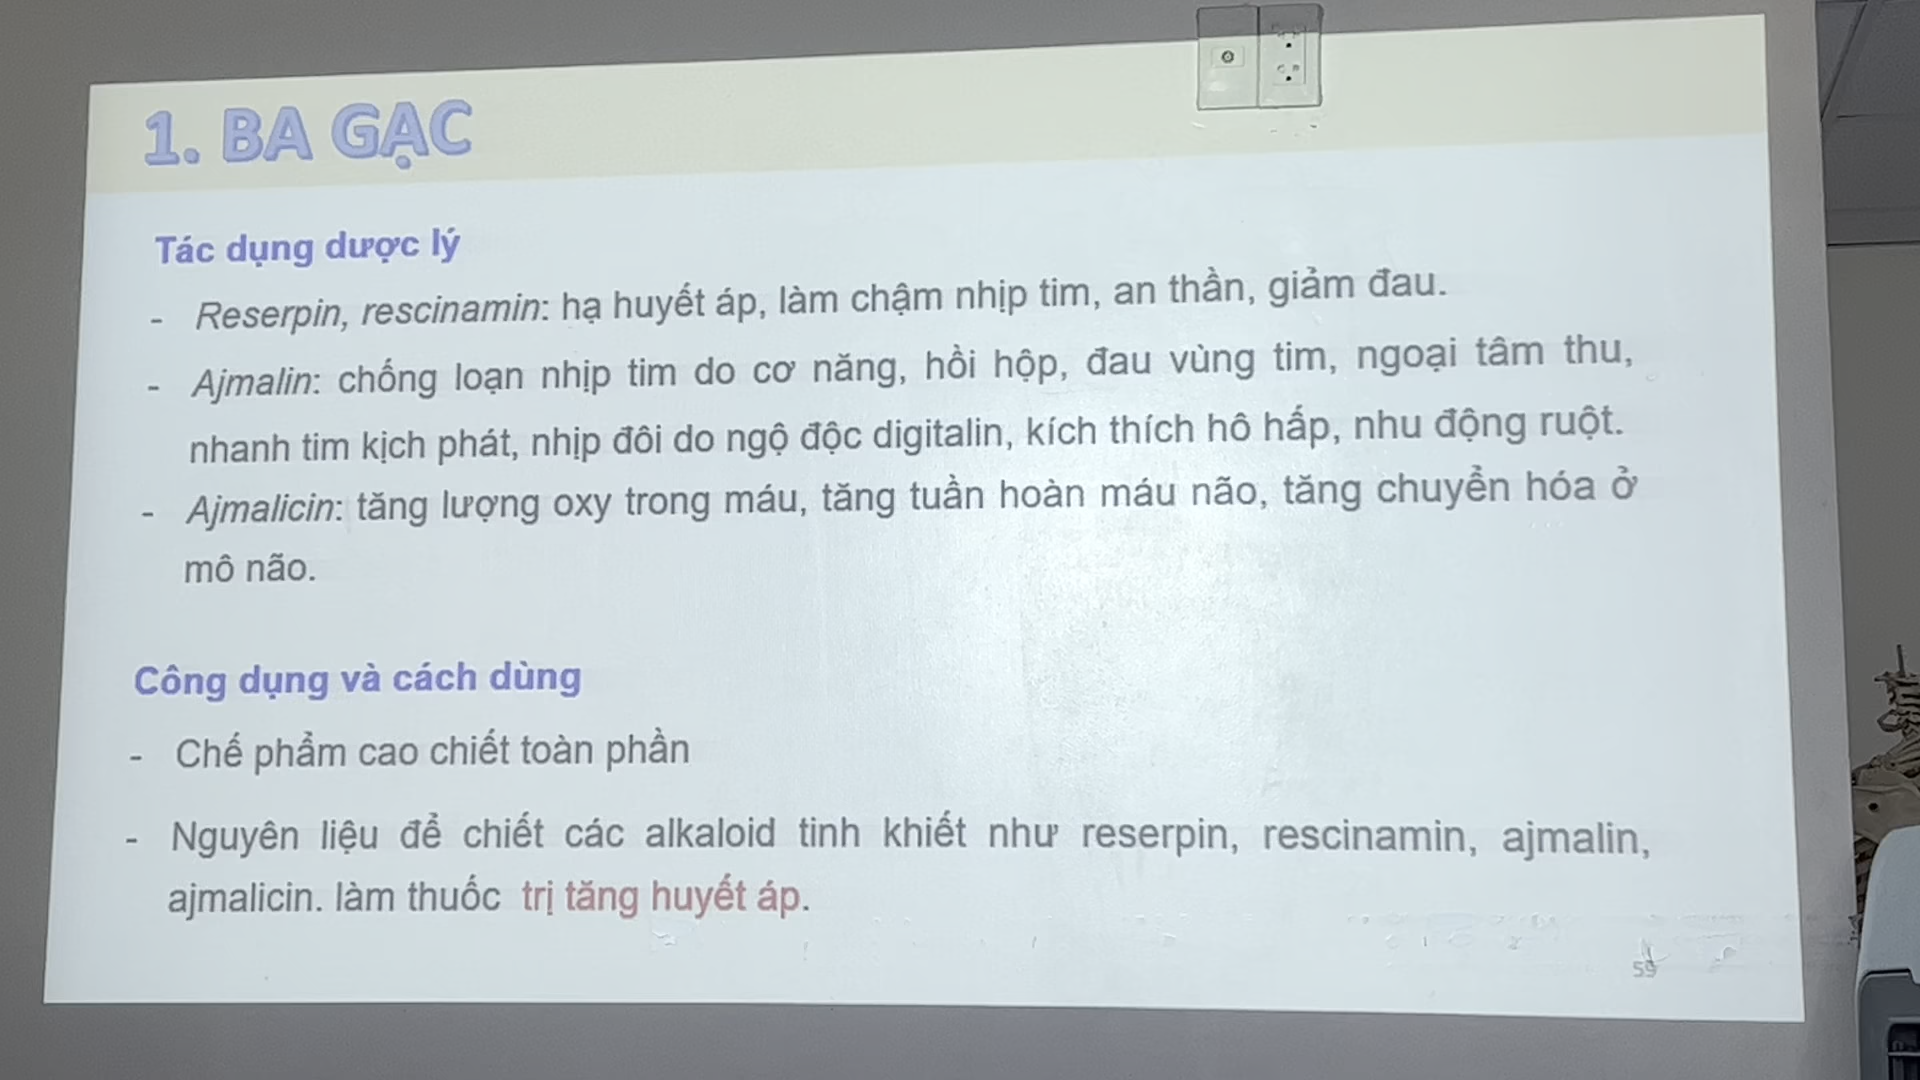 1. BA GẠC
Tác dụng dược lý
- Reserpin, rescinamin: hạ huyết áp, làm chậm nhịp tim, an thần, giảm đau.
- Ajmalin: chống loạn nhịp tim do cơ năng, hồi hộp, đau vùng tim, ngoại tâm thu,
nhanh tim kịch phát, nhịp đôi do ngộ độc digitalin, kích thích hô hấp, nhu động ruột.
- Ajmalicin: tăng lượng oxy trong máu, tăng tuần hoàn máu não, tăng chuyển hóa ở
mô não.
Công dụng và cách dùng
- Chế phẩm cao chiết toàn phần
- Nguyên liệu để chiết các alkaloid tinh khiết như reserpin, rescinamin, ajmalin,
ajmalicin. làm thuốc trị tăng huyết áp.
59